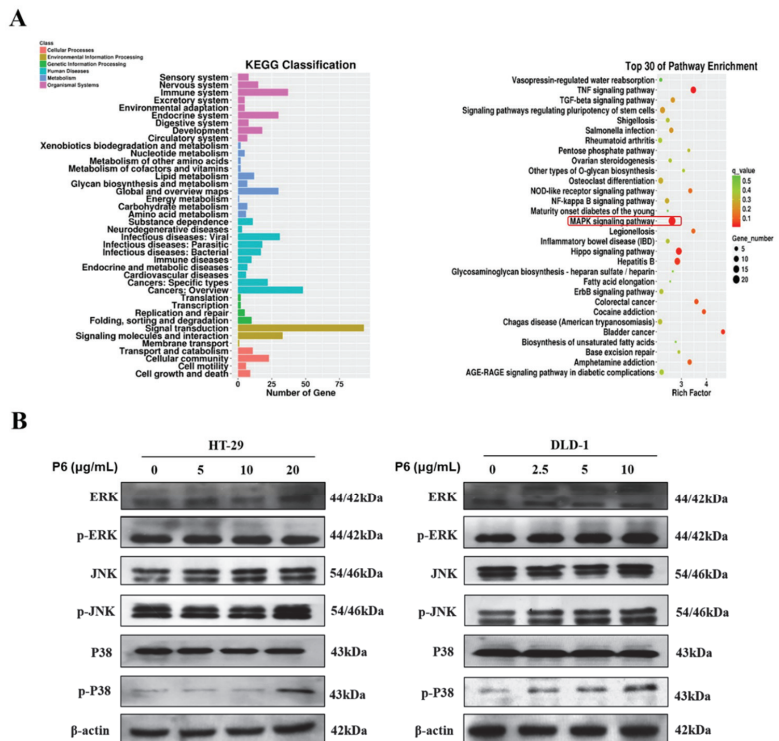 A
Class
Cellular Processes
Environmental Information Processing
Genetic Information Processing
Human Diseases
Metabolism
Organismal Systems
KEGG Classification
Sensory system
Nervous system
Immune system
Excretory system
Environmental adaptation
Endocrine system
Digestive system
Development
Circulatory system
Xenobiotics biodegradation and metabolism
Nucleotide metabolism
Metabolism of other amino acids
Metabolism of cofactors and vitamins
Lipid metabolism
Glycan biosynthesis and metabolism
Global and overview maps
Energy metabolism
Carbohydrate metabolism
Amino acid metabolism
Substance dependence
Neurodegenerative diseases
Infectious diseases: Viral
Infectious diseases: Parasitic
Infectious diseases: Bacterial
Immune diseases
Endocrine and metabolic diseases
Cardiovascular diseases
Cancers: Specific types
Cancers: Overview
Translation
Transcription
Replication and repair
Folding, sorting and degradation
Signal transduction
Signaling molecules and interaction
Membrane transport
Transport and catabolism
Cellular community
Cell motility
Cell growth and death
0 25 50 75
Number of Gene
Top 30 of Pathway Enrichment
Vasopressin-regulated water reabsorption
TNF signaling pathway
TGF-beta signaling pathway
Signaling pathways regulating pluripotency of stem cells
Shigellosis
Salmonella infection
Rheumatoid arthritis
Pentose phosphate pathway
Ovarian steroidogenesis
Other types of O-glycan biosynthesis
Osteoclast differentiation
NOD-like receptor signaling pathway
NF-kappa B signaling pathway
Maturity onset diabetes of the young
MAPK signaling pathway
Legionellosis
Inflammatory bowel disease (IBD)
Hippo signaling pathway
Hepatitis B
Glycosaminoglycan biosynthesis - heparan sulfate / heparin
Fatty acid elongation
ErbB signaling pathway
Colorectal cancer
Cocaine addiction
Chagas disease (American trypanosomiasis)
Bladder cancer
Biosynthesis of unsaturated fatty acids
Base excision repair
Amphetamine addiction
AGE-RAGE signaling pathway in diabetic complications
3 4
Rich Factor
q_value
0.5
0.4
0.3
0.2
0.1
Gene_number
5
10
15
20
B
HT-29
P6 (μg/mL) 0 5 10 20
ERK 44/42kDa
p-ERK 44/42kDa
JNK 54/46kDa
p-JNK 54/46kDa
P38 43kDa
p-P38 43kDa
β-actin 42kDa
DLD-1
P6 (μg/mL) 0 2.5 5 10
ERK 44/42kDa
p-ERK 44/42kDa
JNK 54/46kDa
p-JNK 54/46kDa
P38 43kDa
p-P38 43kDa
β-actin 42kDa